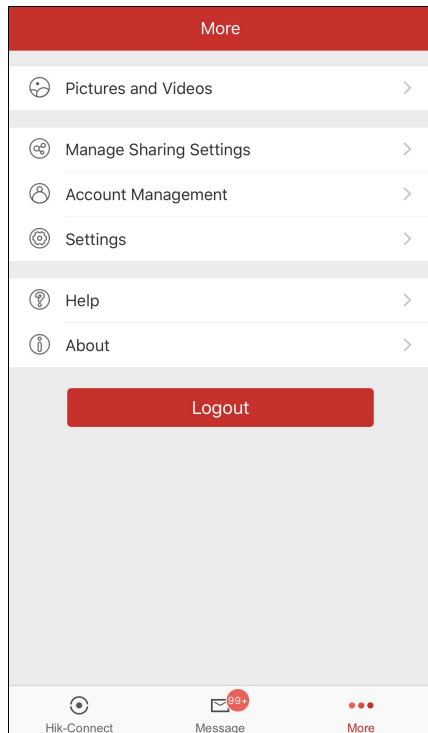 More
Pictures and Videos
Manage Sharing Settings
Account Management
Settings
Help
About
Logout
99+
Hik-Connect
Message
More